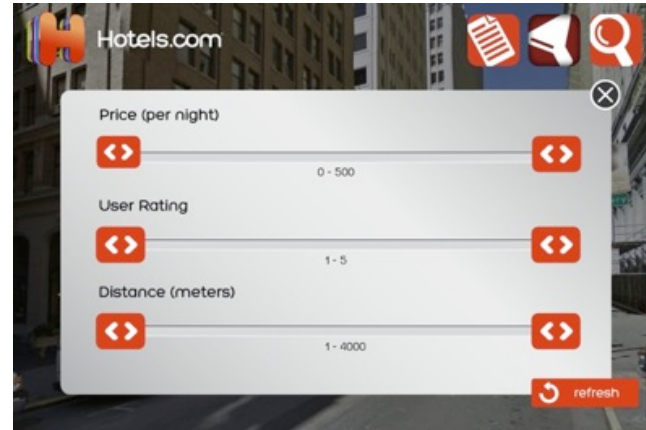 Hotels.com
Price (per night)
0 - 500
User Rating
1 - 5
Distance (meters)
1 - 4000
refresh